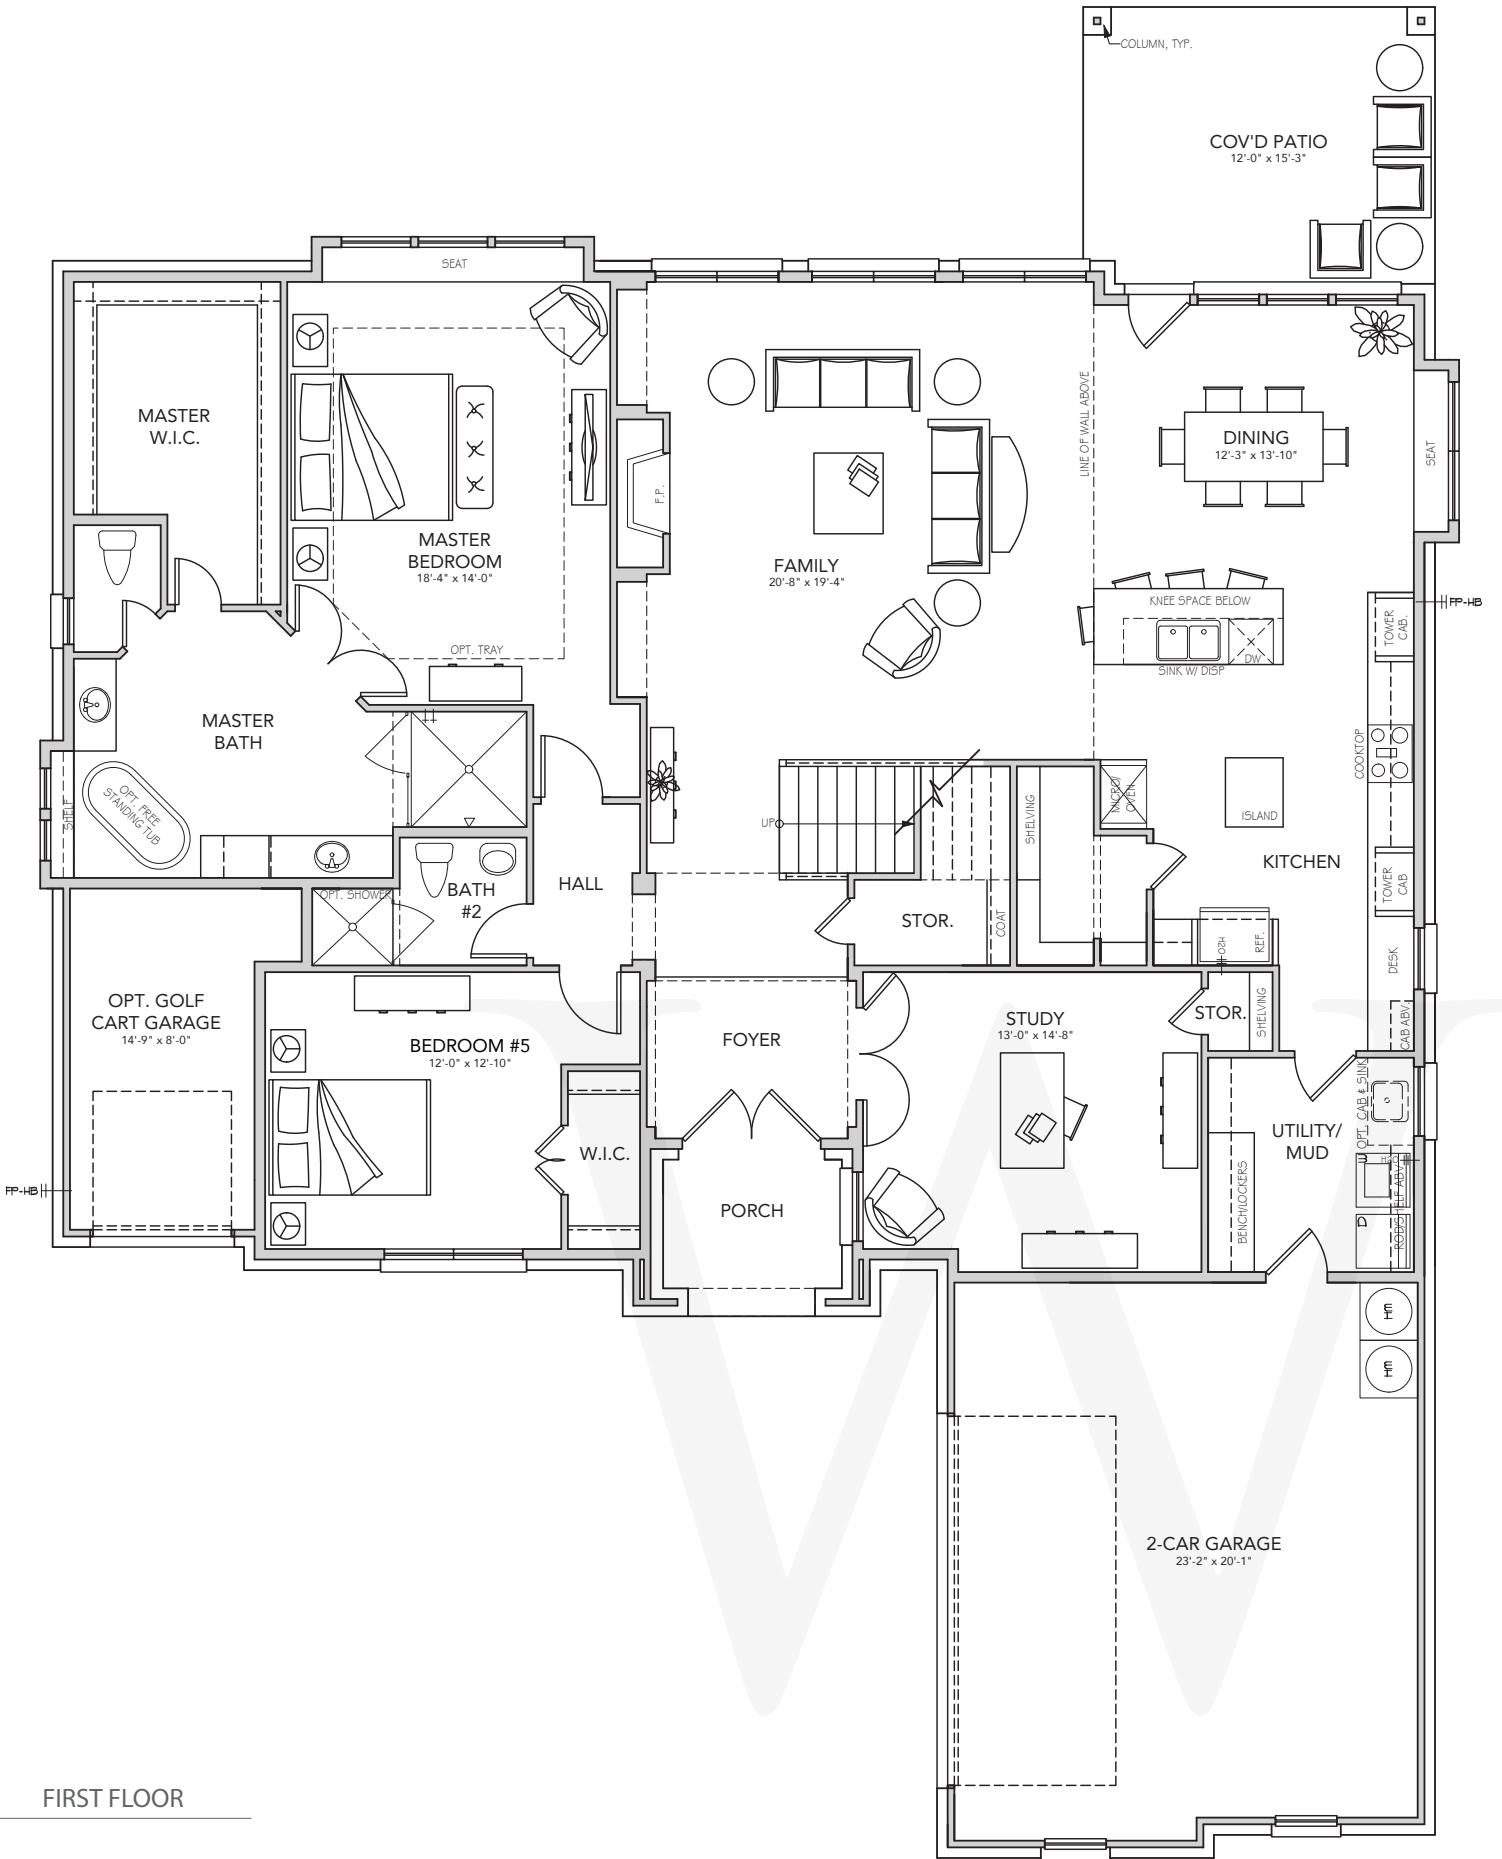 COLUMN, TYP.
COV'D PATIO
12'-0" x 15'-3"
SEAT
MASTER
W.I.C.
LINE OF WALL ABOVE
DINING
12'-3" x 13'-10"
SEAT
F.P.
MASTER
BEDROOM
18'-4" x 14'-0"
FAMILY
20'-8" x 19'-4"
KNEE SPACE BELOW
TOWER
CAB.
FP-HB
OPT. TRAY
DW
SINK W/ DISP
MASTER
BATH
COOKTOP
OPT. FREE
STANDING TUB
SHELF
MICRO/
OVEN
SHELVING
ISLAND
UP
KITCHEN
TOWER
CAB
HALL
BATH
#2
OPT. SHOWER
STOR.
COAT
H2O
REF.
DESK
OPT. GOLF
CART GARAGE
14'-9" x 8'-0"
BEDROOM #5
12'-0" x 12'-10"
FOYER
STUDY
13'-0" x 14'-8"
STOR.
SHELVING
CAB ABV.
OPT. CAB & SINK
UTILITY/
MUD
W.I.C.
W
BENCH/LOCKERS
ROD/SHELF ABV
D
PORCH
FP-HB
2-CAR GARAGE
23'-2" x 20'-1"
FIRST FLOOR